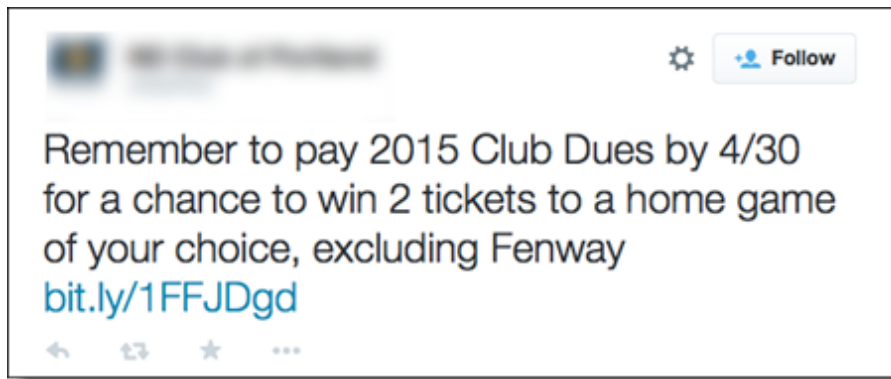 Follow
Remember to pay 2015 Club Dues by 4/30
for a chance to win 2 tickets to a home game
of your choice, excluding Fenway
bit.ly/1FFJDgd